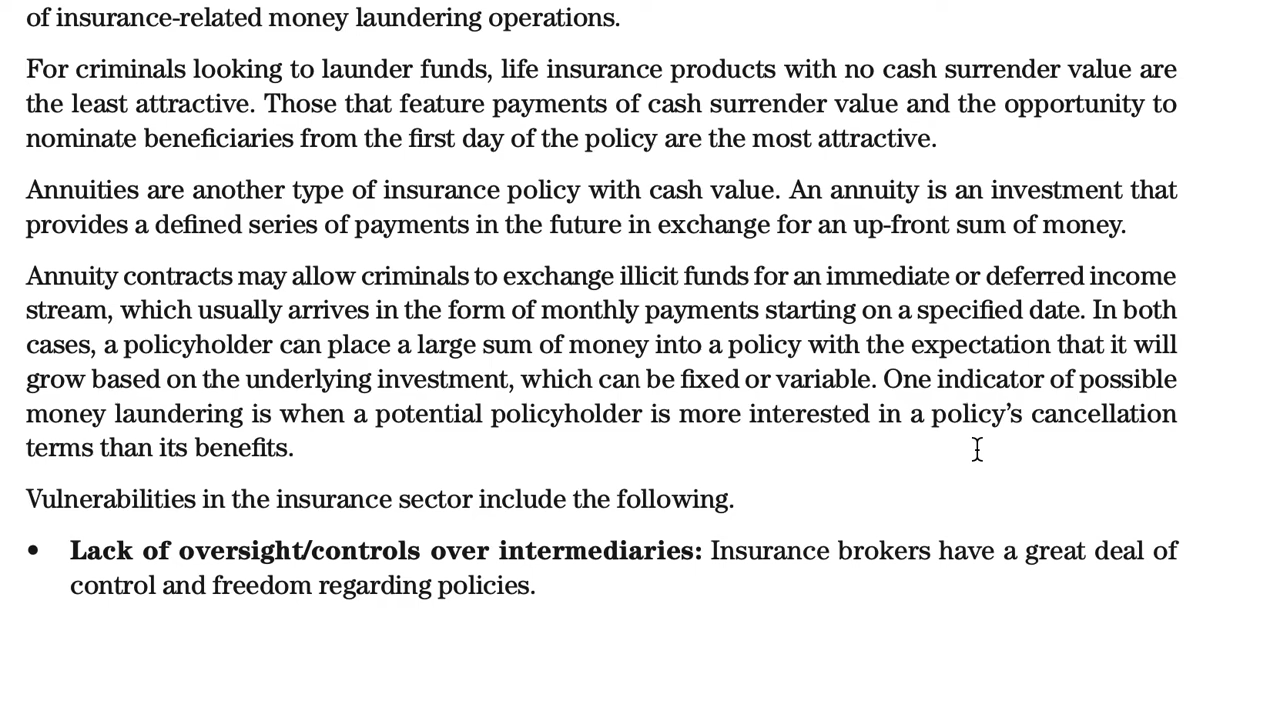 of insurance-related money laundering operations.
For criminals looking to launder funds, life insurance products with no cash surrender value are
the least attractive. Those that feature payments of cash surrender value and the opportunity to
nominate beneficiaries from the first day of the policy are the most attractive.
Annuities are another type of insurance policy with cash value. An annuity is an investment that
provides a defined series of payments in the future in exchange for an up-front sum of money.
Annuity contracts may allow criminals to exchange illicit funds for an immediate or deferred income
stream, which usually arrives in the form of monthly payments starting on a specified date. In both
cases, a policyholder can place a large sum of money into a policy with the expectation that it will
grow based on the underlying investment, which can be fixed or variable. One indicator of possible
money laundering is when a potential policyholder is more interested in a policy’s cancellation
terms than its benefits.
Vulnerabilities in the insurance sector include the following.
• Lack of oversight/controls over intermediaries: Insurance brokers have a great deal of
control and freedom regarding policies.